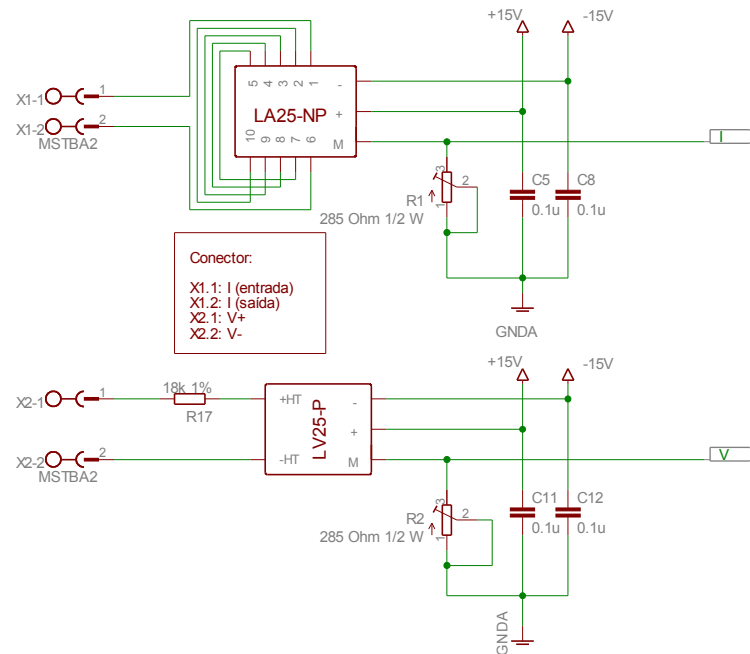 +15V
-15V
5 4 3 2 1
-
X1-1
1
LA25-NP
+
X1-2
2
10 9 8 7 6
M
I
MSTBA2
3
2
R1
1
C5
C8
0.1u
0.1u
285 Ohm 1/2 W
Conector:
X1.1: I (entrada)
X1.2: I (saída)
X2.1: V+
X2.2: V-
GNDA
+15V
-15V
18k 1%
X2-1
1
R17
+HT
-
LV25-P
+
X2-2
2
-HT
M
V
MSTBA2
3
2
R2
1
C11
C12
0.1u
0.1u
285 Ohm 1/2 W
GNDA